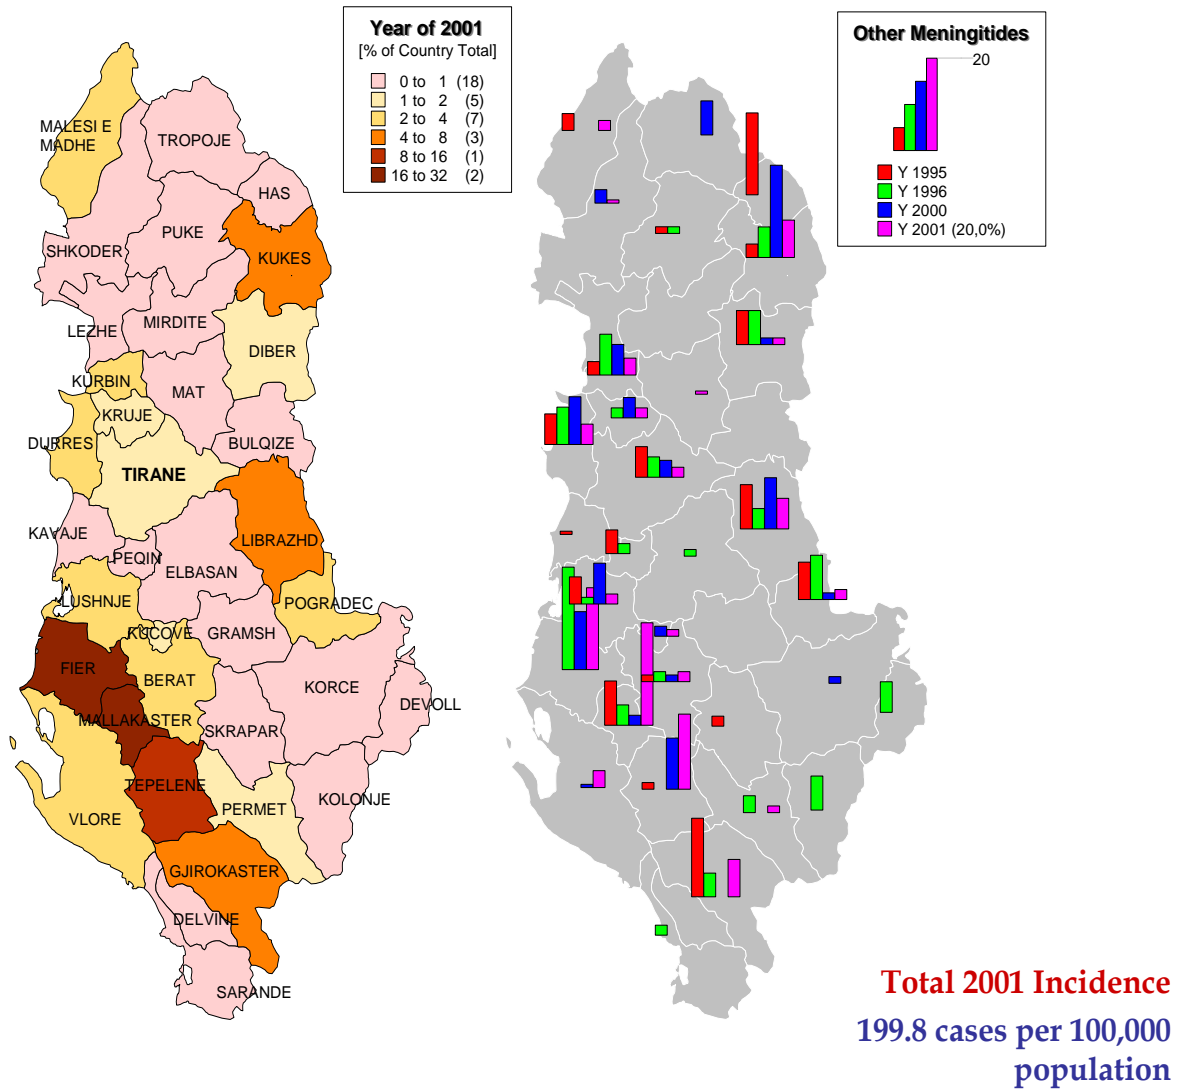 Year of 2001
[% of Country Total]
0 to 1 (18)
1 to 2 (5)
2 to 4 (7)
4 to 8 (3)
8 to 16 (1)
16 to 32 (2)
Other Meningitides
20
Y 1995
Y 1996
Y 2000
Y 2001 (20,0%)
MALESI E
MADHE
TROPOJE
HAS
PUKE
SHKODER
KUKES
MIRDITE
LEZHE
DIBER
KURBIN
MAT
KRUJE
DURRES
BULQIZE
TIRANE
KAVAJE
LIBRAZHD
PEQIN
ELBASAN
LUSHNJE
POGRADEC
KUCOVE
GRAMSH
FIER
BERAT
KORCE
DEVOLL
MALLAKASTER
SKRAPAR
TEPELENE
KOLONJE
PERMET
VLORE
GJIROKASTER
DELVINE
SARANDE
Total 2001 Incidence
199.8 cases per 100,000
population